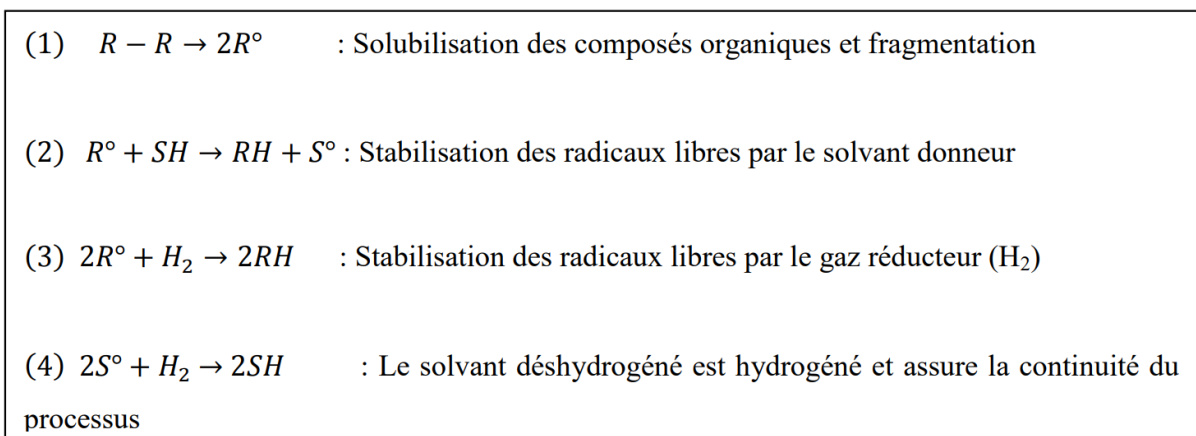 (1) R − R → 2R° : Solubilisation des composés organiques et fragmentation
(2) R° + SH → RH + S° : Stabilisation des radicaux libres par le solvant donneur
(3) 2R° + H₂ → 2RH : Stabilisation des radicaux libres par le gaz réducteur (H₂)
(4) 2S° + H₂ → 2SH : Le solvant déshydrogéné est hydrogéné et assure la continuité du
processus